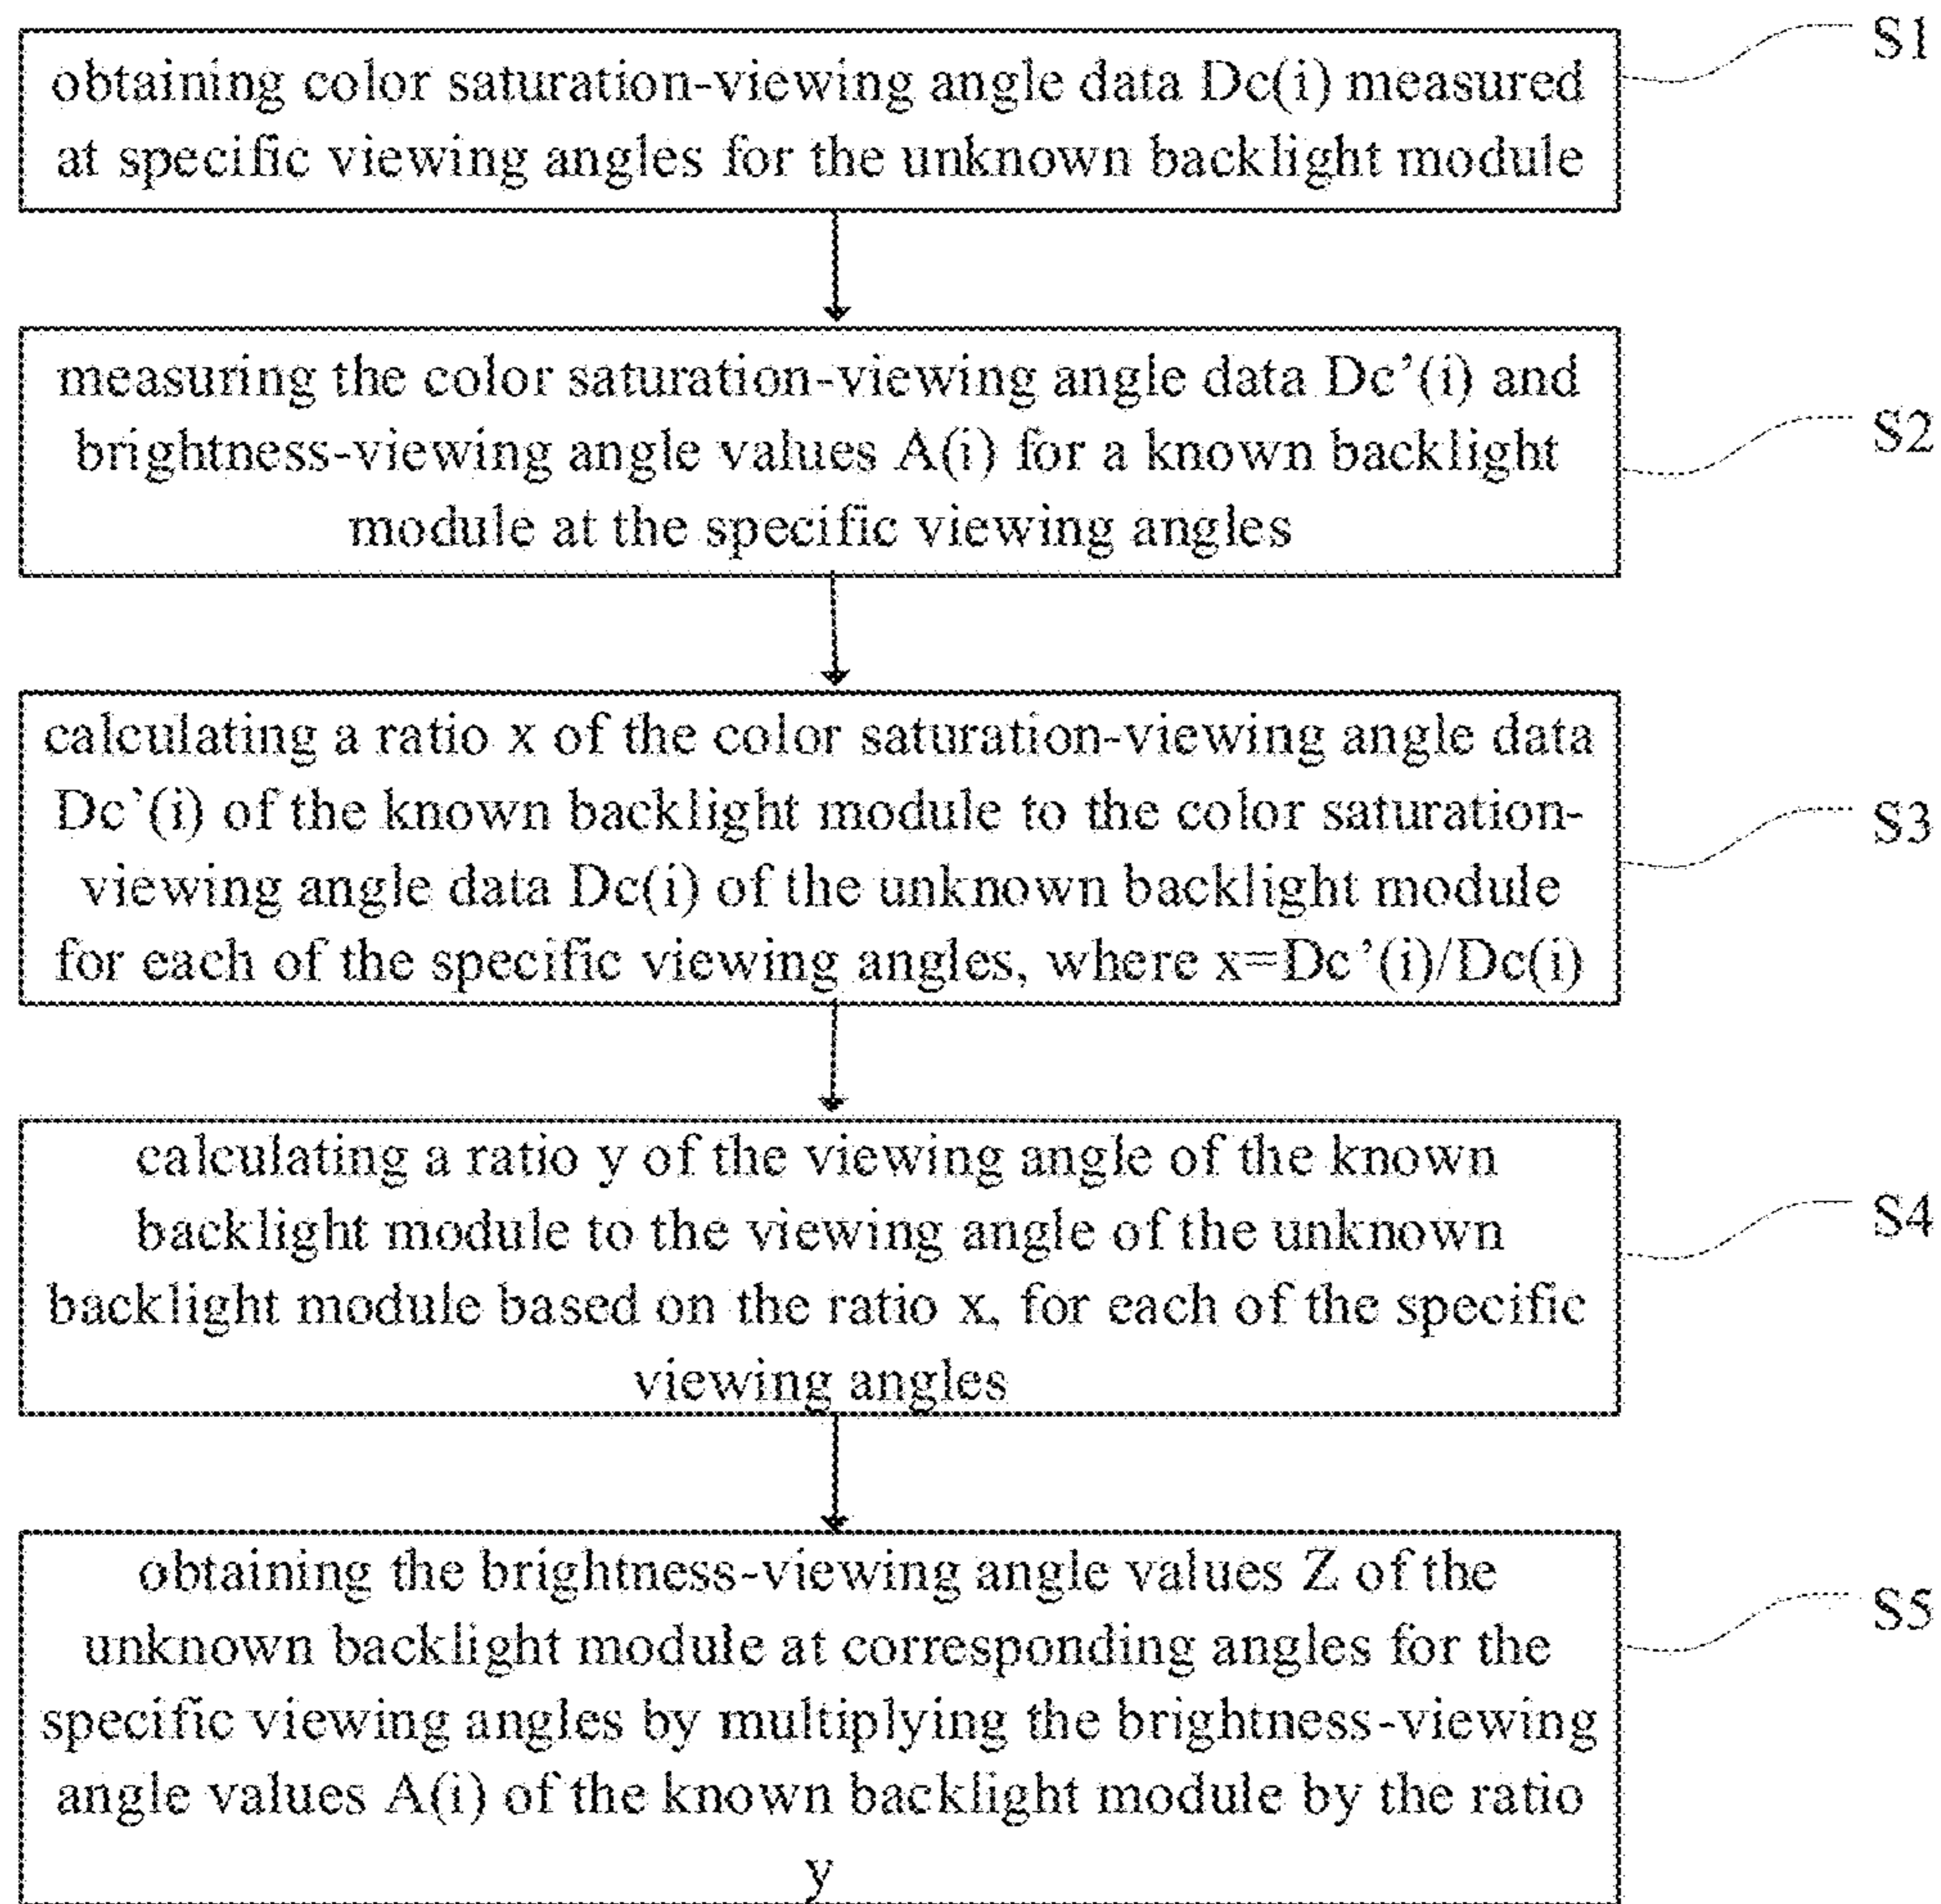 S1
obtaining color saturation-viewing angle data Dc(i) measured
at specific viewing angles for the unknown backlight module
measuring the color saturation-viewing angle data Dc’(i) and
brightness-viewing angle values A(i) for a known backlight
module at the specific viewing angles
S2
calculating a ratio x of the color saturation-viewing angle data
Dc’(i) of the known backlight module to the color saturation-
viewing angle data Dc(i) of the unknown backlight module
for each of the specific viewing angles, where x=Dc’(i)/Dc(i)
S3
calculating a ratio y of the viewing angle of the known
backlight module to the viewing angle of the unknown
backlight module based on the ratio x, for each of the specific
viewing angles
S4
obtaining the brightness-viewing angle values Z of the
unknown backlight module at corresponding angles for the
specific viewing angles by multiplying the brightness-viewing
angle values A(i) of the known backlight module by the ratio
y
S5